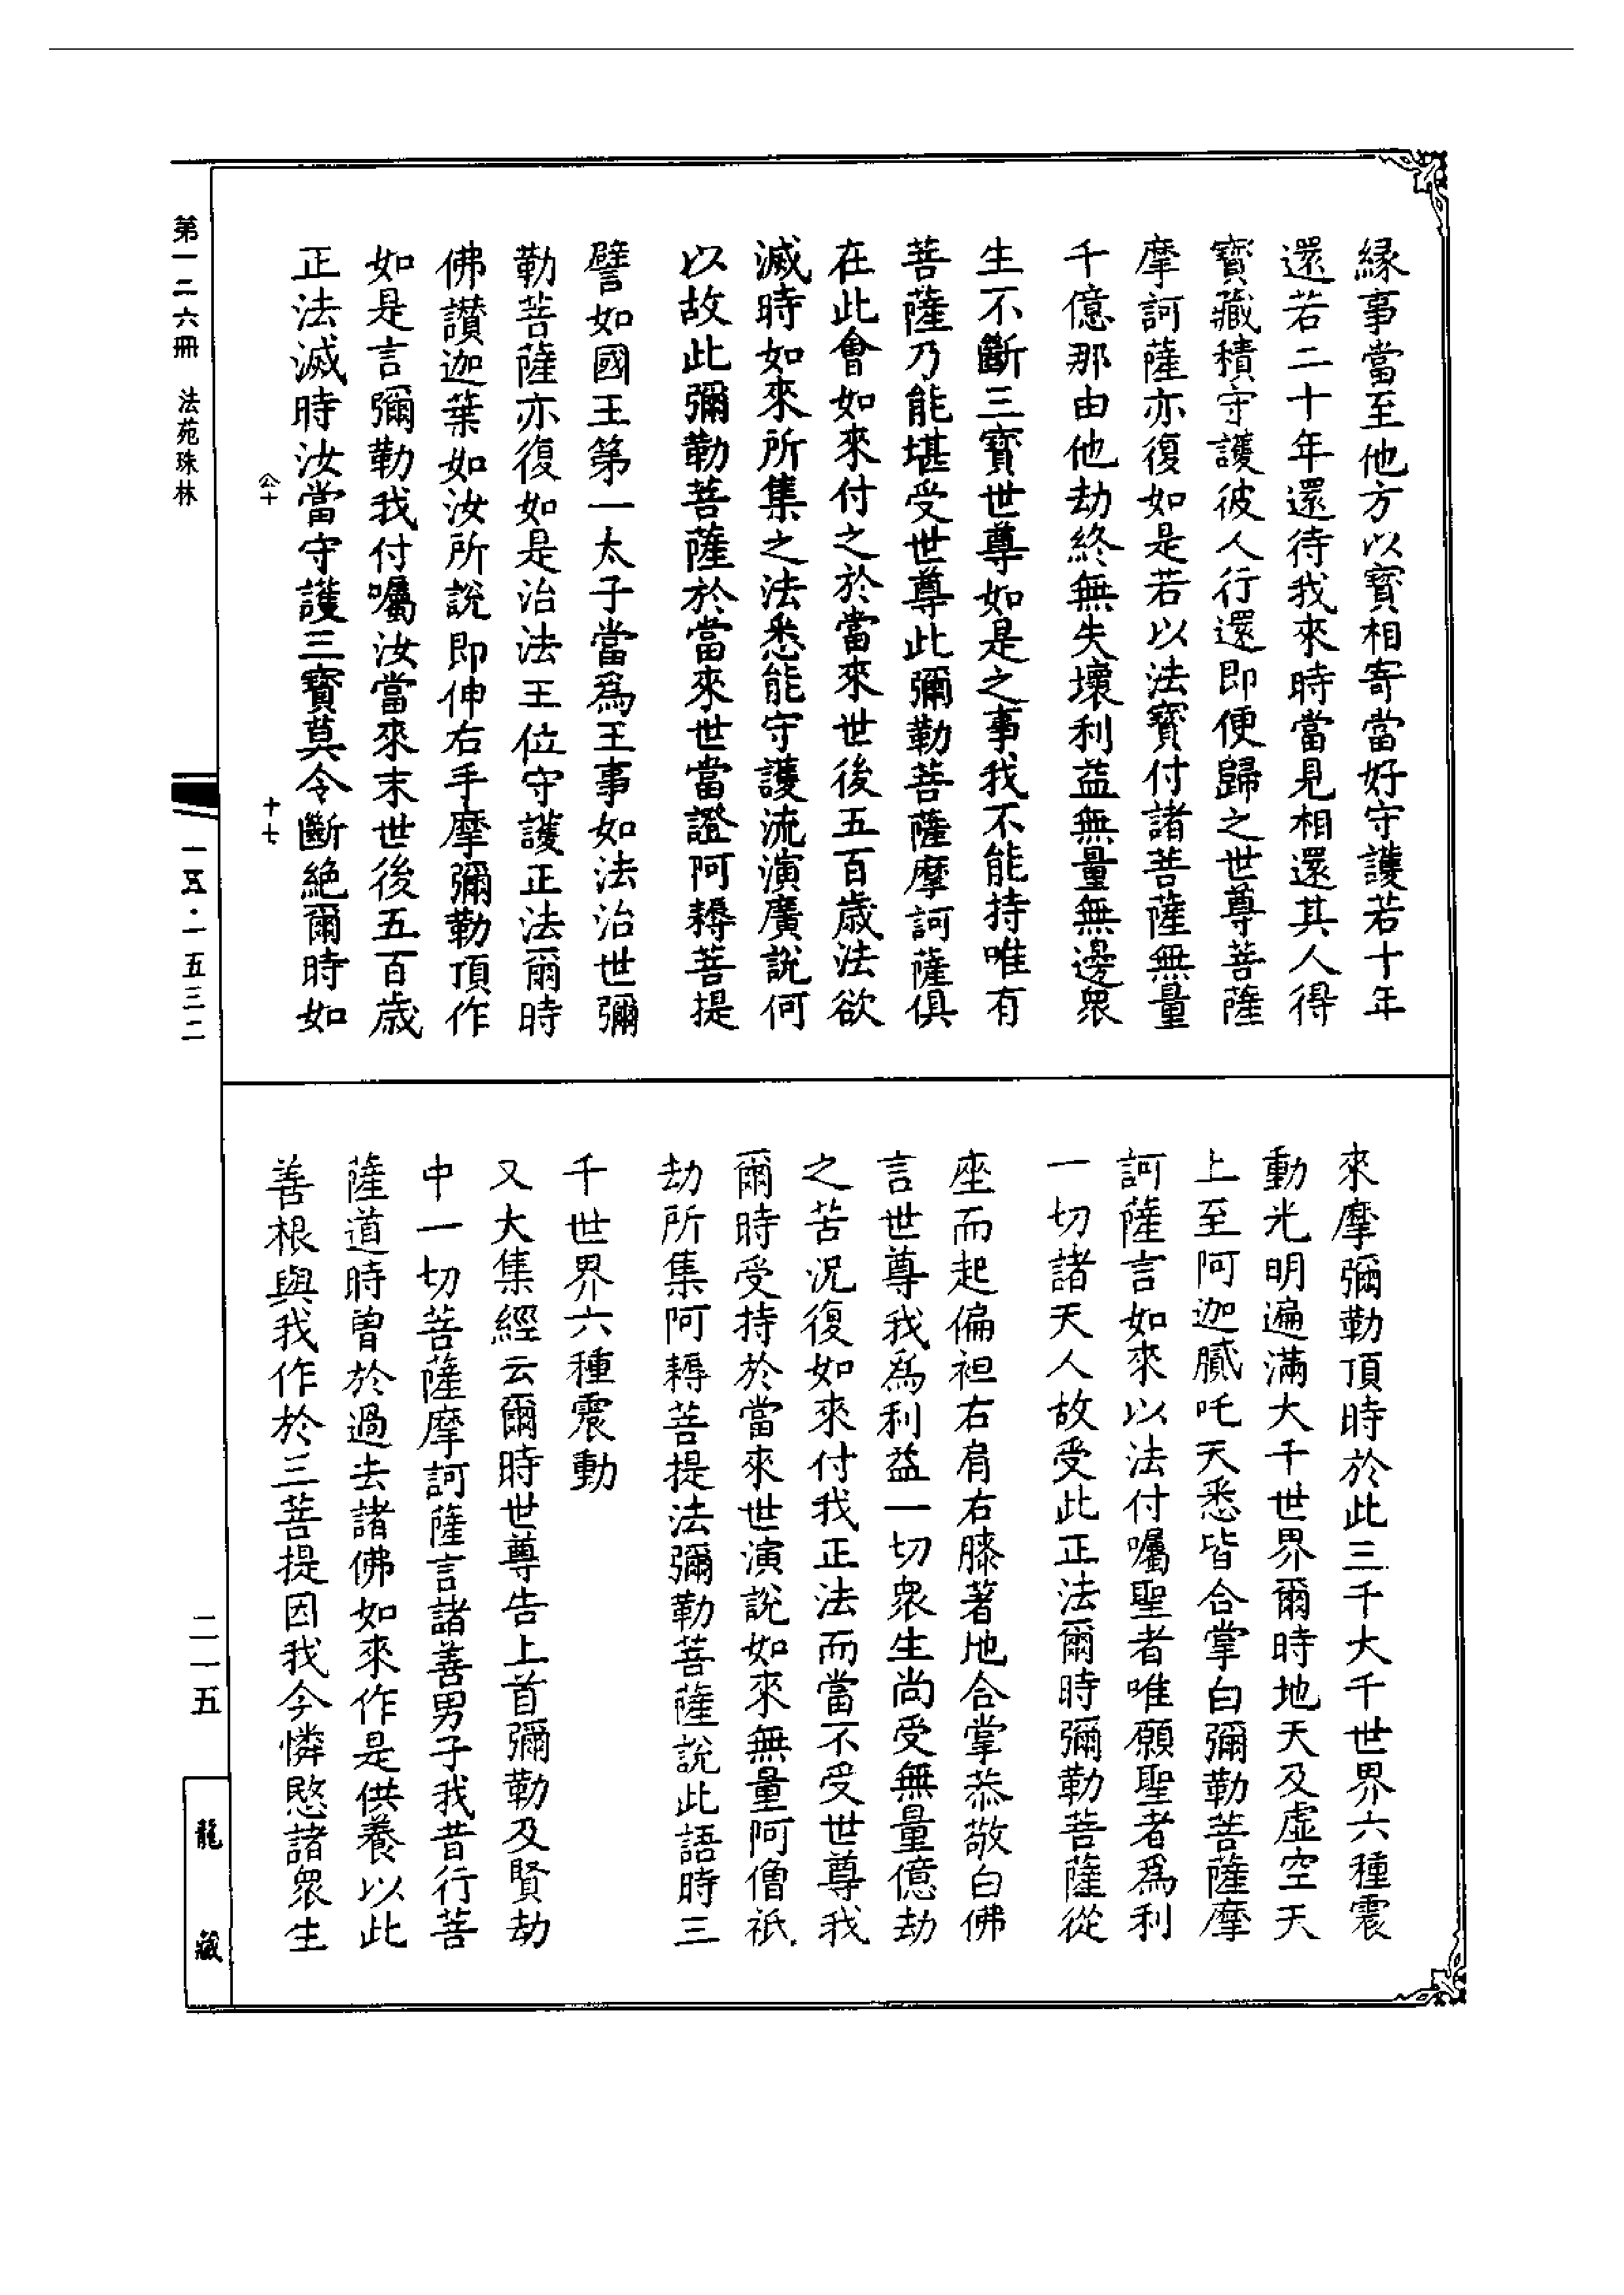 緣事當至他方以寶相寄當好守護若十年
還若二十年還待我來時當見相還其人得
寶藏積守護彼人行還即便歸之世尊菩薩
摩訶薩亦復如是若以法寶付諸菩薩無量
千億那由他劫終無失壞利益無量無邊眾
生不斷三寶世尊如是之事我不能持唯有
菩薩乃能堪受世尊此彌勒菩薩摩訶薩俱
在此會如來付之於當來世後五百歲法欲
滅時如來所集之法悉能守護流演廣說何
以故此彌勒菩薩於當來世當證阿耨菩提
譬如國王第一太子當為王事如法治世彌
勒菩薩亦復如是治法王位守護正法爾時
佛讚迦葉如汝所說即伸右手摩彌勒頂作
如是言彌勒我付囑汝當來末世後五百歲
正法滅時汝當守護三寶莫令斷絕爾時如
公十
十七
來摩彌勒頂時於此三千大千世界六種震
動光明遍滿大千世界爾時地天及虛空天
上至阿迦膩吒天悉皆合掌白彌勒菩薩摩
訶薩言如來以法付囑聖者唯願聖者為利
一切諸天人故受此正法爾時彌勒菩薩從
座而起偏袒右肩右膝著地合掌恭敬白佛
言世尊我為利益一切眾生尚受無量億劫
之苦況復如來付我正法而當不受世尊我
爾時受持於當來世演說如來無量阿僧祇
劫所集阿耨菩提法彌勒菩薩說此語時三
千世界六種震動
又大集經云爾時世尊告上首彌勒及賢劫
中一切菩薩摩訶薩言諸善男子我昔行菩
薩道時曾於過去諸佛如來作是供養以此
善根與我作於三菩提因我今憐愍諸眾生
第一二六冊 法苑珠林
一五·一五三二
二一五
龍藏